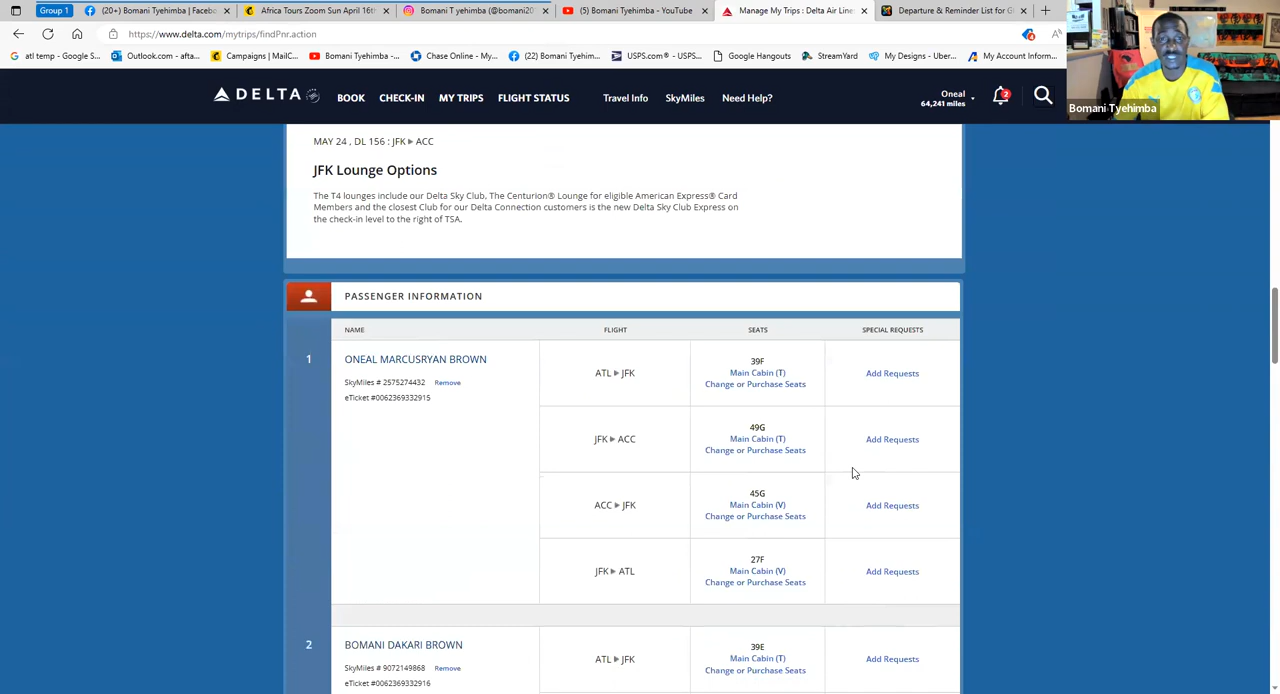 Group 1
(20+) Bomani Tyehimba | Facebo
Africa Tours Zoom Sun April 16th
Bomani T yehimba (@bomani20
(5) Bomani Tyehimba - YouTube
Manage My Trips : Delta Air Line
Departure & Reminder List for G
https://www.delta.com/mytrips/findPnr.action
atl temp - Google S...
Outlook.com - afta...
Campaigns | MailC...
Bomani Tyehimba -...
Chase Online - My...
(22) Bomani Tyehim...
USPS.com® - USPS...
Google Hangouts
StreamYard
My Designs - Uber...
My Account Inform...
Bomani Tyehimba
DELTA
BOOK
CHECK-IN
MY TRIPS
FLIGHT STATUS
Travel Info
SkyMiles
Need Help?
Oneal
64,241 miles
2
MAY 24 , DL 156 : JFK ▶ ACC
JFK Lounge Options
The T4 lounges include our Delta Sky Club, The Centurion® Lounge for eligible American Express® Card
Members and the closest Club for our Delta Connection customers is the new Delta Sky Club Express on
the check-in level to the right of TSA.
PASSENGER INFORMATION
NAME
FLIGHT
SEATS
SPECIAL REQUESTS
1
ONEAL MARCUSRYAN BROWN
SkyMiles # 2575274432 Remove
eTicket #0062369332915
ATL ▶ JFK
39F
Main Cabin (T)
Change or Purchase Seats
Add Requests
JFK ▶ ACC
49G
Main Cabin (T)
Change or Purchase Seats
Add Requests
ACC ▶ JFK
45G
Main Cabin (V)
Change or Purchase Seats
Add Requests
JFK ▶ ATL
27F
Main Cabin (V)
Change or Purchase Seats
Add Requests
2
BOMANI DAKARI BROWN
SkyMiles # 9072149868 Remove
eTicket #0062369332916
ATL ▶ JFK
39E
Main Cabin (T)
Change or Purchase Seats
Add Requests